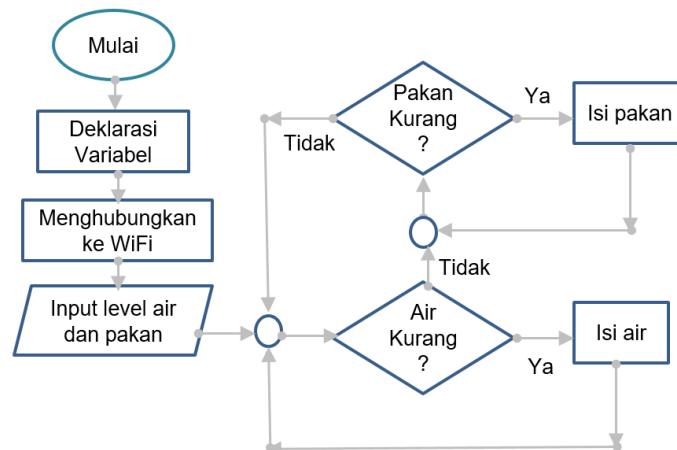 Mulai
Deklarasi
Variabel
Menghubungkan
ke WiFi
Input level air
dan pakan
Air
Kurang
?
Ya
Isi air
Tidak
Pakan
Kurang
?
Ya
Isi pakan
Tidak